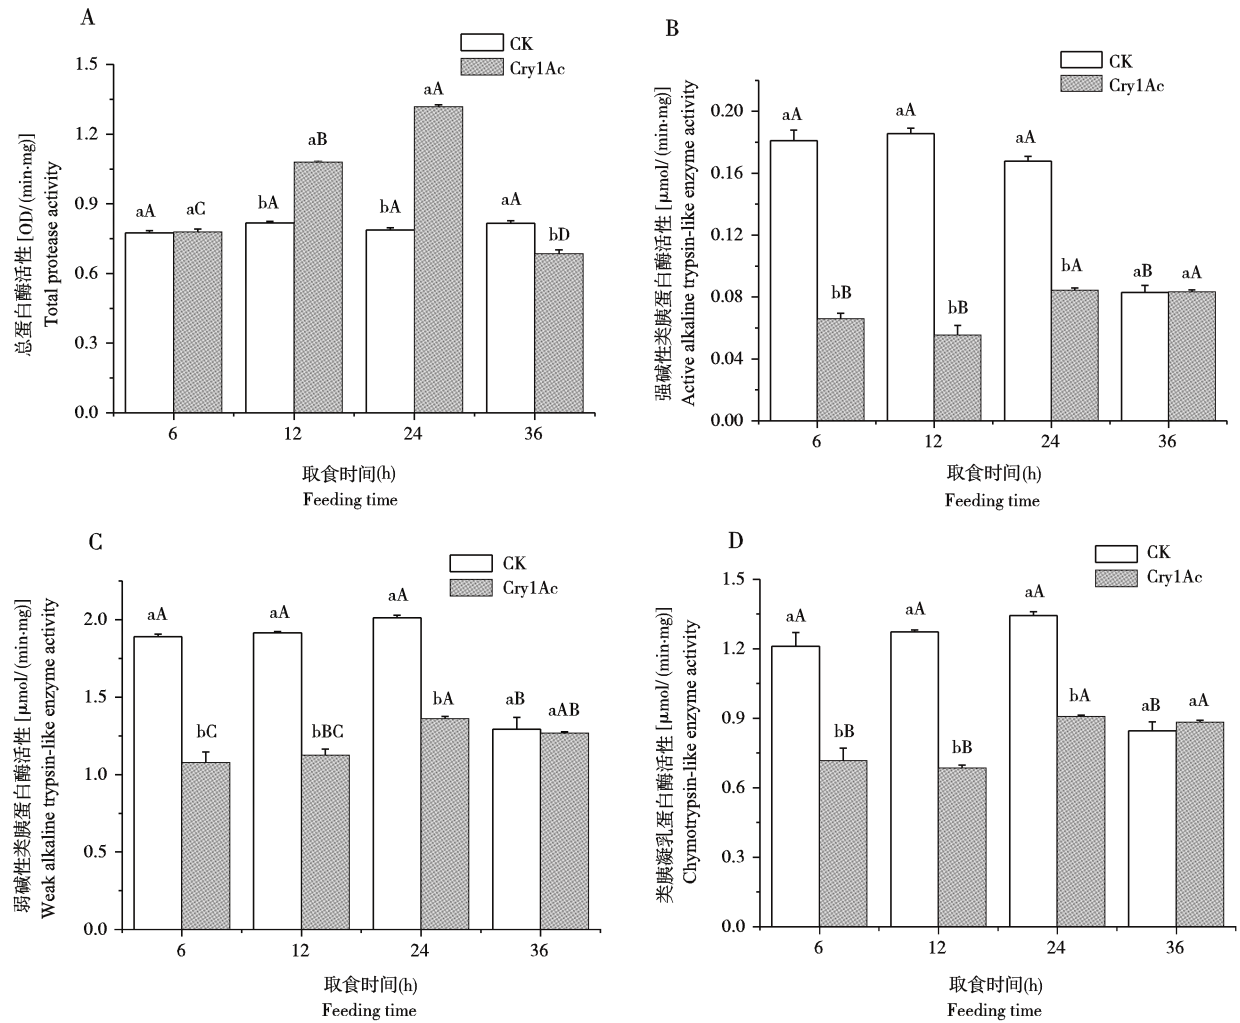 A
CK
Cry1Ac
总蛋白酶活性 [OD/(min·mg)]
Total protease activity
1.5
1.2
0.9
0.6
0.3
0.0
aA
aC
bA
aB
bA
aA
aA
bD
6
12
24
36
取食时间(h)
Feeding time
B
CK
Cry1Ac
强碱性类胰蛋白酶活性 [μmol/(min·mg)]
Active alkaline trypsin-like enzyme activity
0.20
0.16
0.12
0.08
0.04
0.00
aA
bB
aA
bB
aA
bA
aB
aA
6
12
24
36
取食时间(h)
Feeding time
C
CK
Cry1Ac
弱碱性类胰蛋白酶活性 [μmol/(min·mg)]
Weak alkaline trypsin-like enzyme activity
2.0
1.5
1.0
0.5
0.0
aA
bC
aA
bBC
aA
bA
aB
aAB
6
12
24
36
取食时间(h)
Feeding time
D
CK
Cry1Ac
类胰凝乳蛋白酶活性 [μmol/(min·mg)]
Chymotrypsin-like enzyme activity
1.5
1.2
0.9
0.6
0.3
0.0
aA
bB
aA
bB
aA
bA
aB
aA
6
12
24
36
取食时间(h)
Feeding time